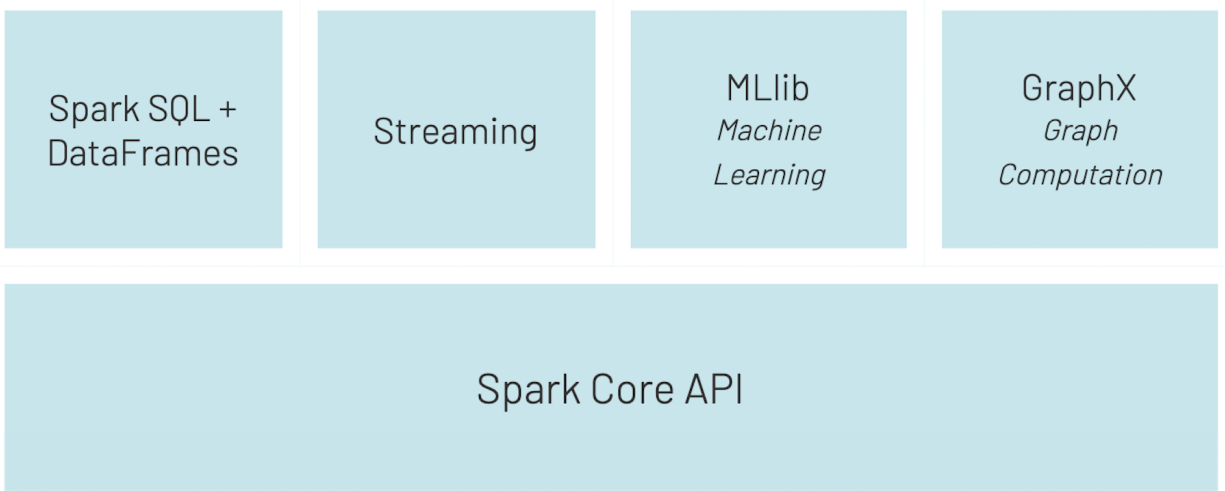 Spark SQL +
DataFrames
Streaming
MLlib
Machine
Learning
GraphX
Graph
Computation
Spark Core API